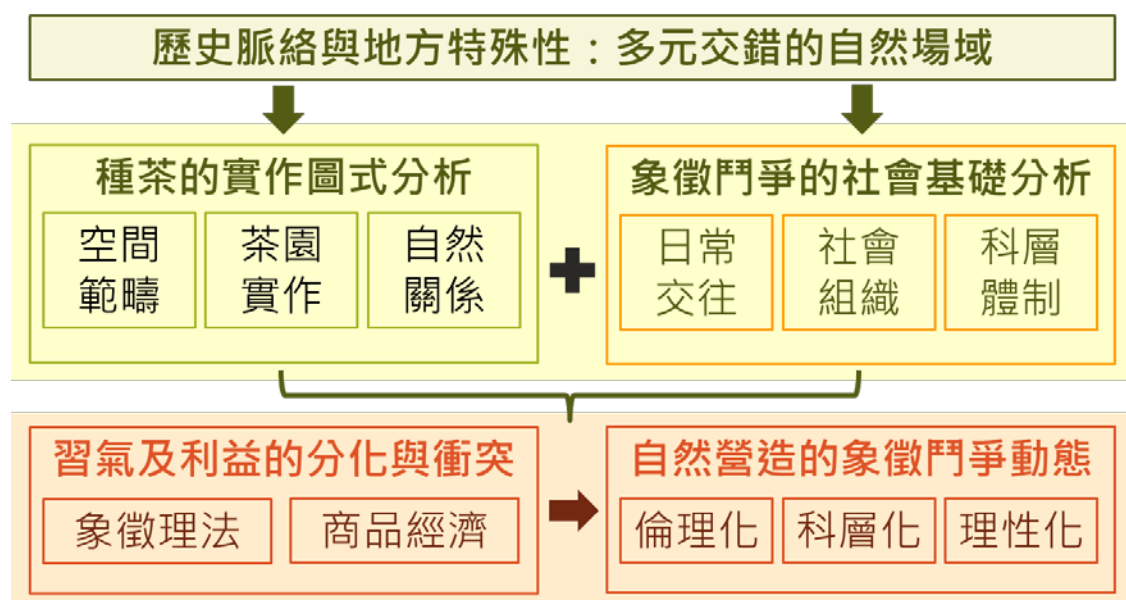 歷史脈絡與地方特殊性：多元交錯的自然場域
種茶的實作圖式分析
空間
範疇
茶園
實作
自然
關係
象徵鬥爭的社會基礎分析
日常
交往
社會
組織
科層
體制
習氣及利益的分化與衝突
象徵理法
商品經濟
自然營造的象徵鬥爭動態
倫理化
科層化
理性化